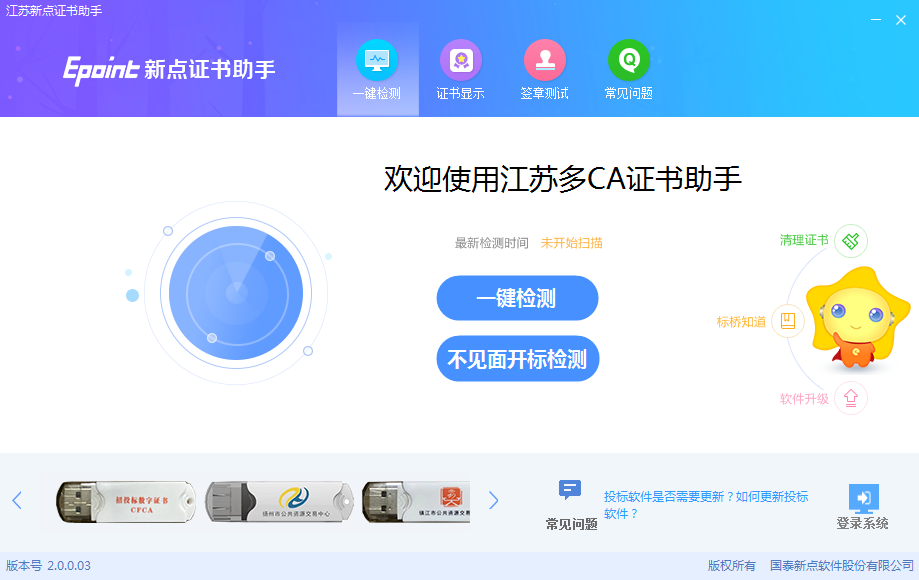 江苏新点证书助手
Epoint 新点证书助手
一键检测
证书显示
签章测试
常见问题
欢迎使用江苏多CA证书助手
最新检测时间 未开始扫描
一键检测
不见面开标检测
清理证书
标桥知道
软件升级
招投标数字证书
CFCA
扬州市公共资源交易中心
镇江市公共资源交易
常见问题
投标软件是否需要更新？如何更新投标
软件？
登录系统
版本号 2.0.0.03
版权所有 国泰新点软件股份有限公司